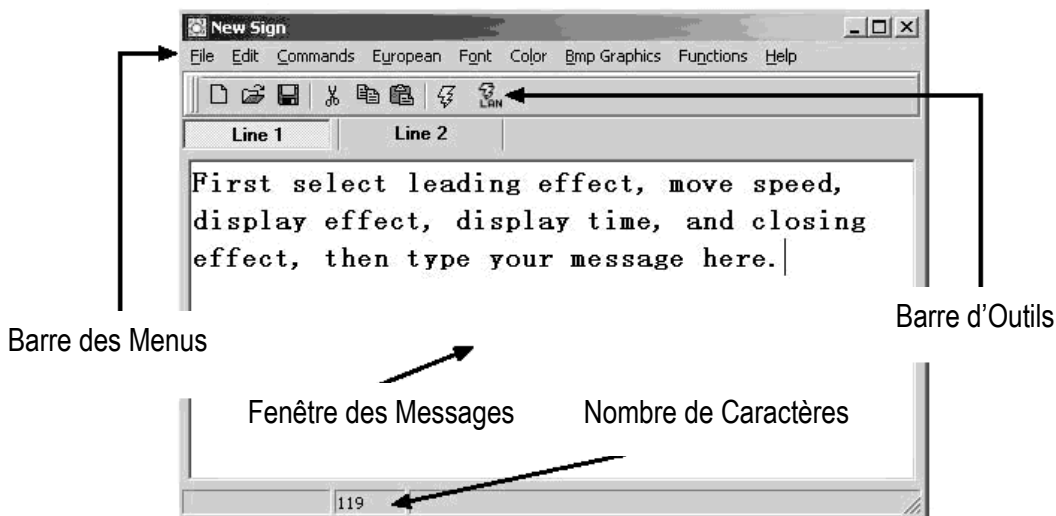 New Sign
File Edit Commands European Font Color Bmp Graphics Functions Help
LAN
Line 1 Line 2
First select leading effect, move speed,
display effect, display time, and closing
effect, then type your message here.
Barre d'Outils
Barre des Menus
Fenêtre des Messages Nombre de Caractères
119